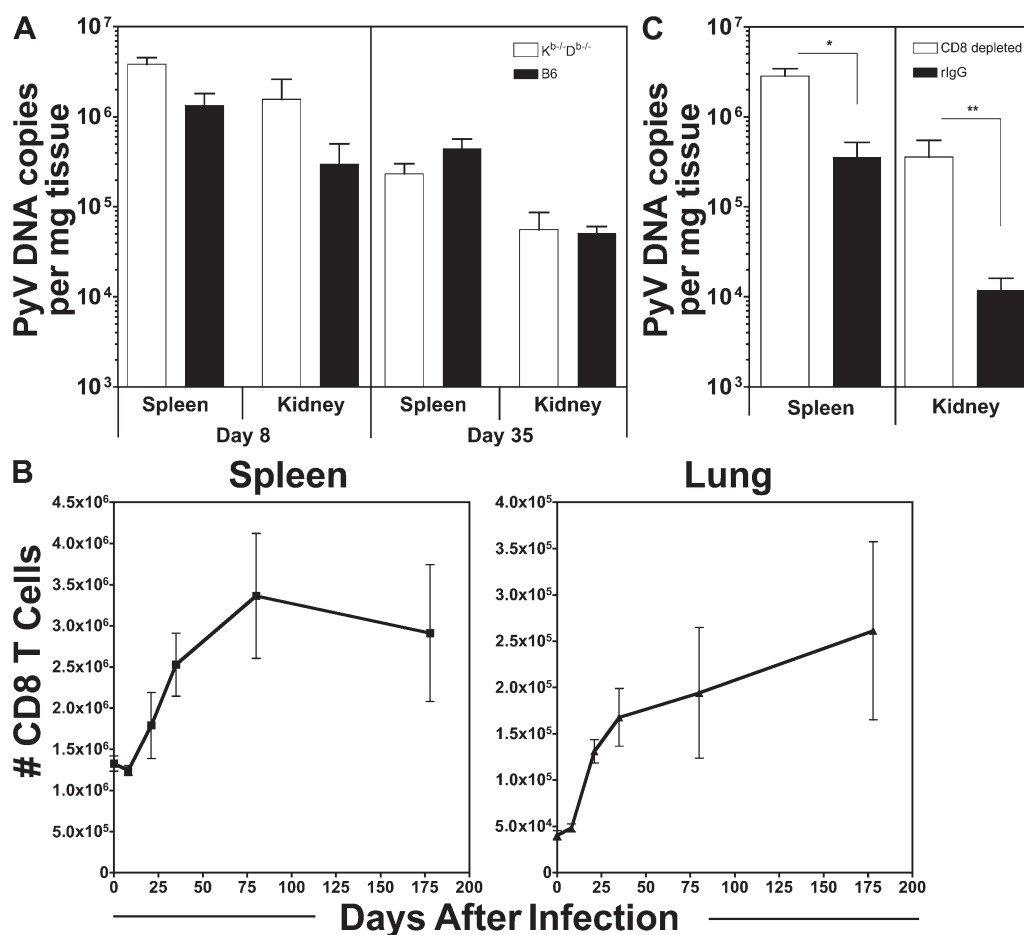 A
PyV DNA copies
per mg tissue
10⁷
10⁶
10⁵
10⁴
10³
Kᵇ⁻/⁻Dᵇ⁻/⁻
B6
Spleen
Kidney
Spleen
Kidney
Day 8
Day 35
C
PyV DNA copies
per mg tissue
10⁷
10⁶
10⁵
10⁴
10³
*
**
CD8 depleted
rIgG
Spleen
Kidney
B
Spleen
# CD8 T Cells
4.5x10⁶
4.0x10⁶
3.5x10⁶
3.0x10⁶
2.5x10⁶
2.0x10⁶
1.5x10⁶
1.0x10⁶
5.0x10⁵
0
0 25 50 75 100 125 150 175 200
Lung
4.0x10⁵
3.5x10⁵
3.0x10⁵
2.5x10⁵
2.0x10⁵
1.5x10⁵
1.0x10⁵
5.0x10⁴
0
0 25 50 75 100 125 150 175 200
Days After Infection